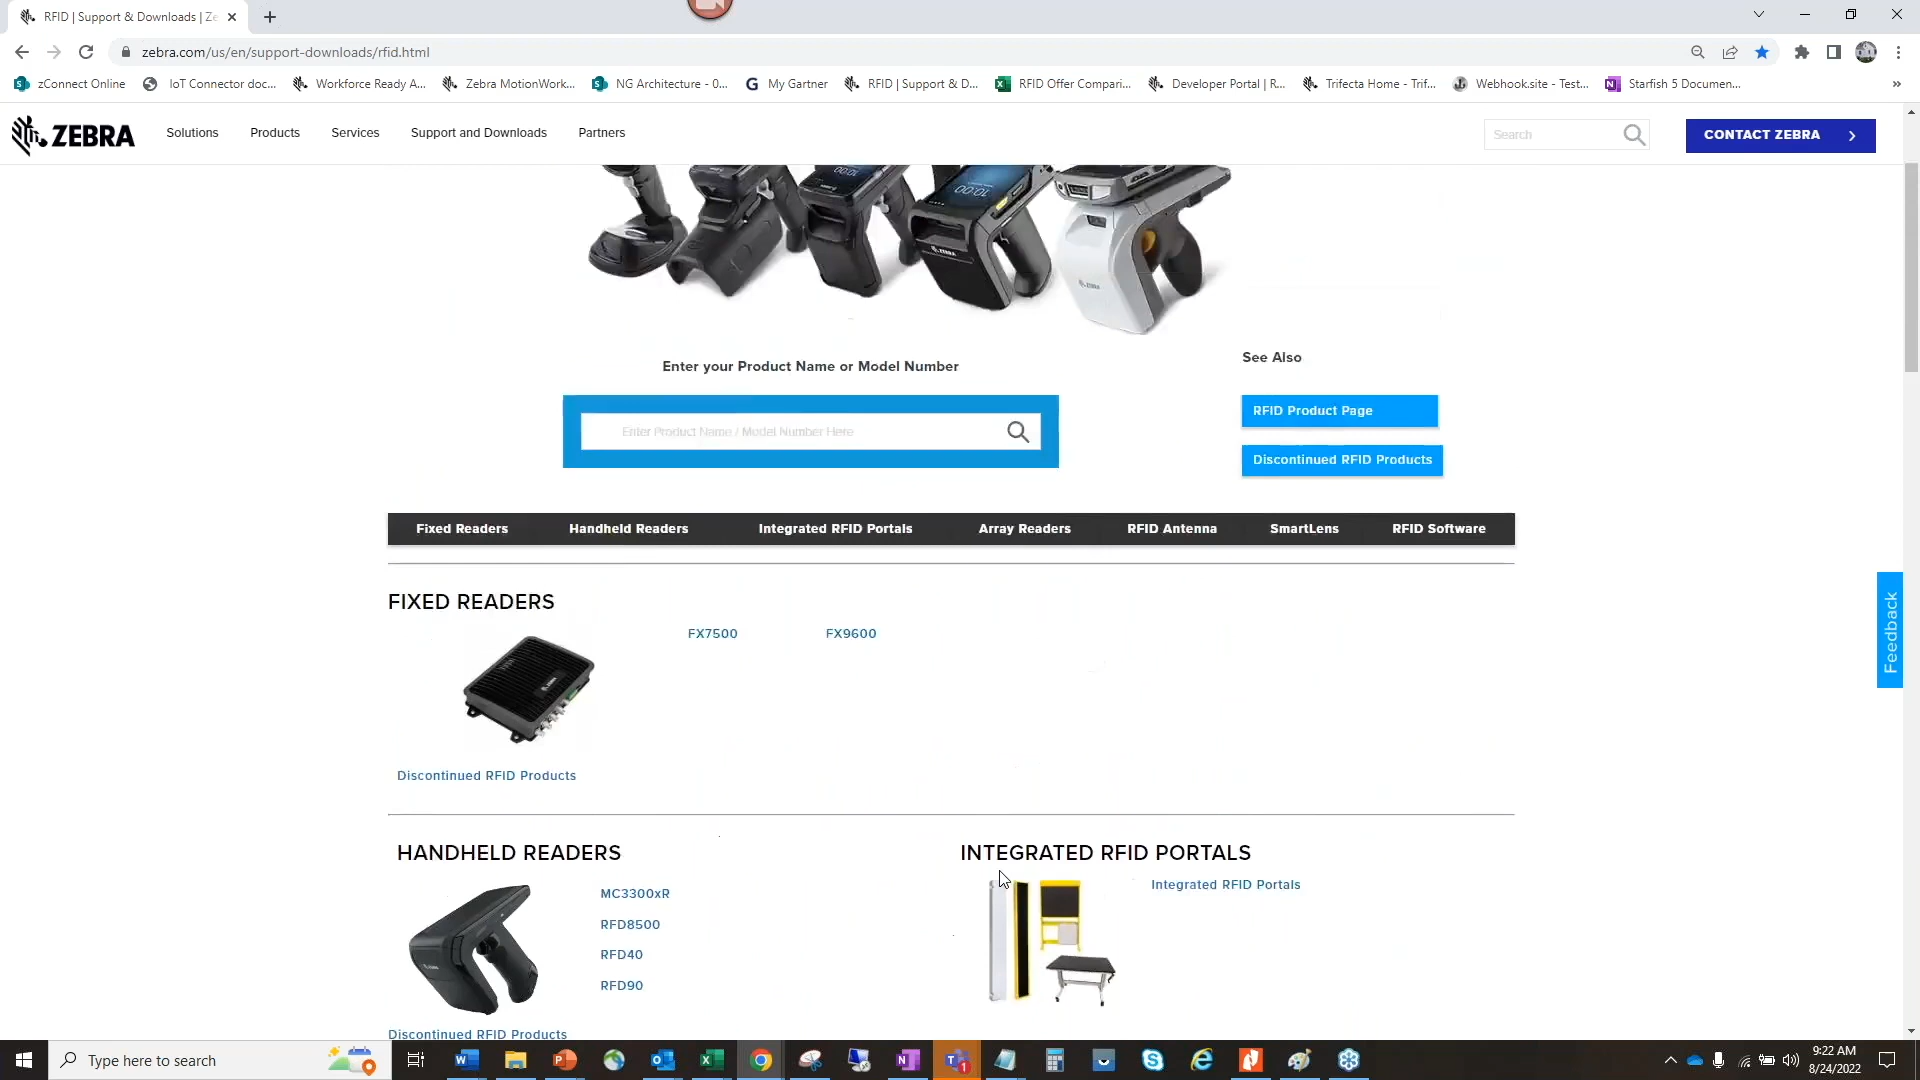 RFID | Support & Downloads | Ze
zebra.com/us/en/support-downloads/rfid.html
zConnect Online
IoT Connector doc...
Workforce Ready A...
Zebra MotionWork...
NG Architecture - 0...
My Gartner
RFID | Support & D...
RFID Offer Compari...
Developer Portal | R...
Trifecta Home - Trif...
Webhook.site - Test...
Starfish 5 Documen...
»
ZEBRA
Solutions
Products
Services
Support and Downloads
Partners
Search
CONTACT ZEBRA
Enter your Product Name or Model Number
Enter Product Name / Model Number Here
See Also
RFID Product Page
Discontinued RFID Products
Fixed Readers
Handheld Readers
Integrated RFID Portals
Array Readers
RFID Antenna
SmartLens
RFID Software
FIXED READERS
FX7500
FX9600
Discontinued RFID Products
HANDHELD READERS
MC3300xR
RFD8500
RFD40
RFD90
Discontinued RFID Products
INTEGRATED RFID PORTALS
Integrated RFID Portals
Feedback
Type here to search
9:22 AM
8/24/2022